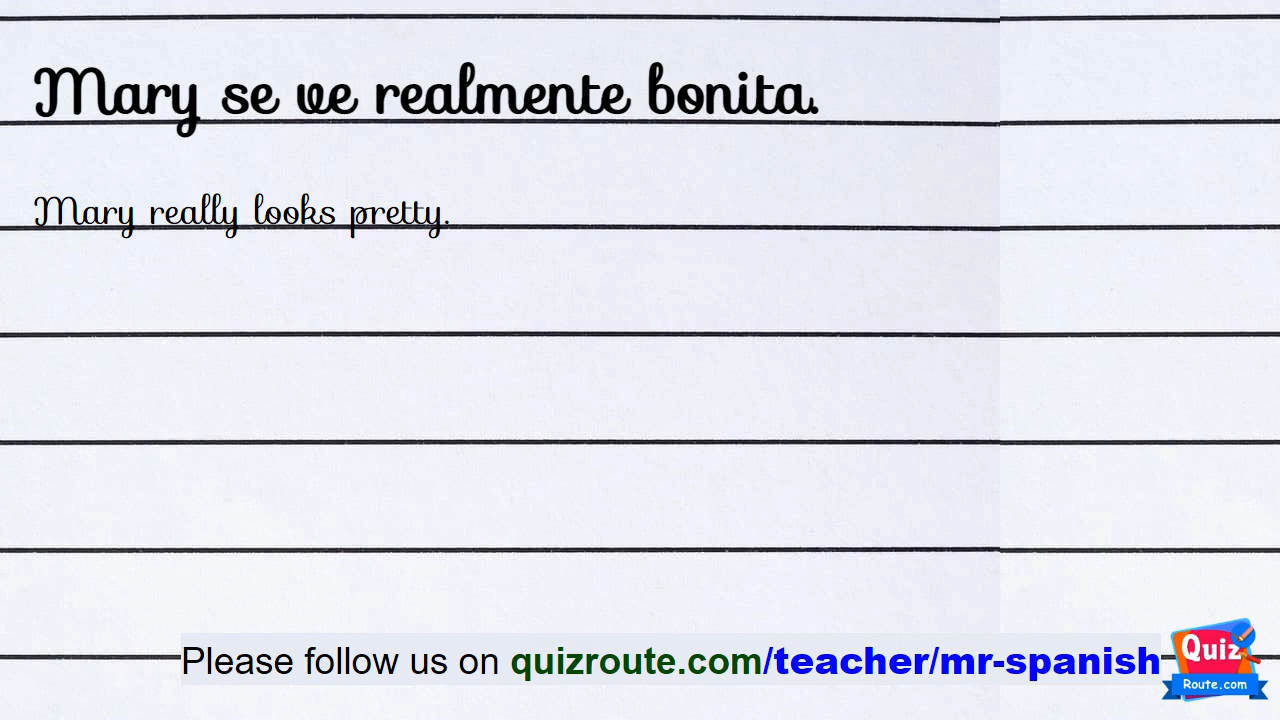 Mary se ve realmente bonita.
Mary really looks pretty.
Please follow us on quizroute.com/teacher/mr-spanish
Quiz
Route.com